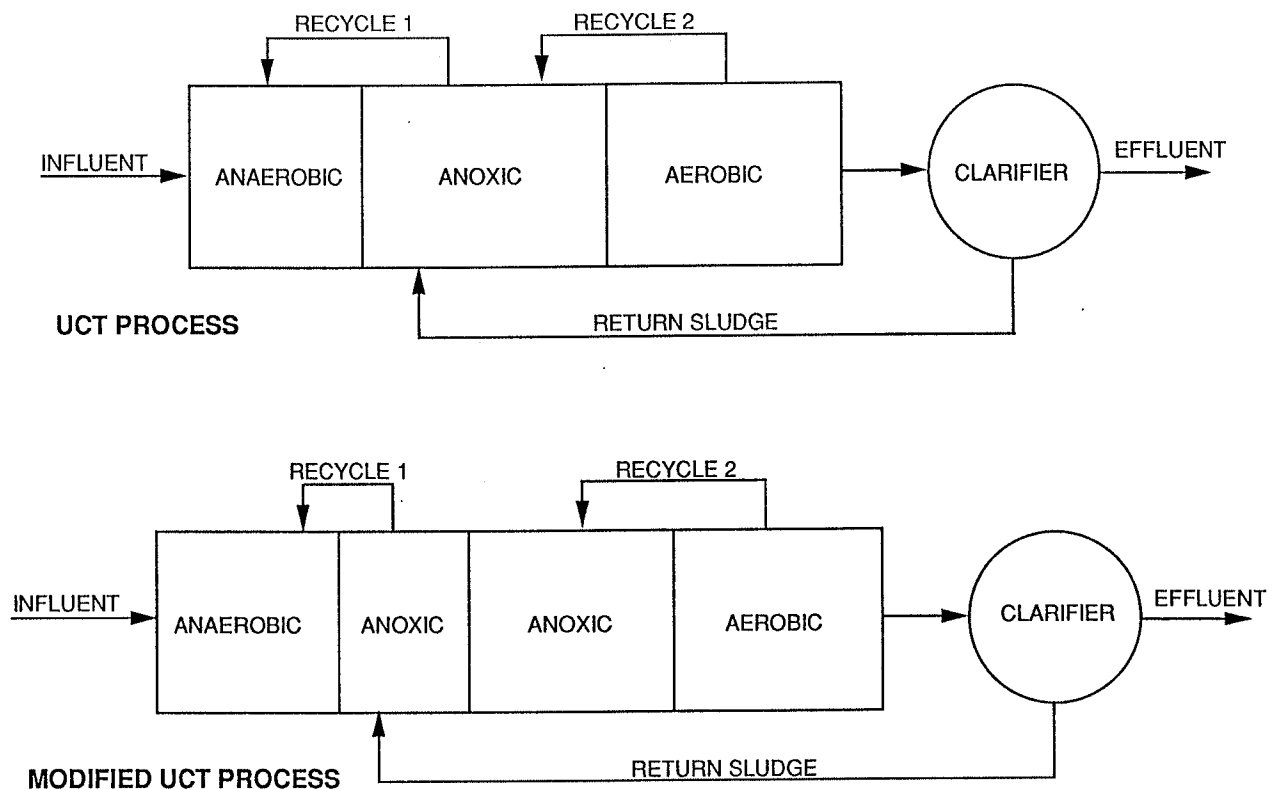 RECYCLE 1
RECYCLE 2
INFLUENT
ANAEROBIC
ANOXIC
AEROBIC
CLARIFIER
EFFLUENT
RETURN SLUDGE
UCT PROCESS
RECYCLE 1
RECYCLE 2
INFLUENT
ANAEROBIC
ANOXIC
ANOXIC
AEROBIC
CLARIFIER
EFFLUENT
RETURN SLUDGE
MODIFIED UCT PROCESS